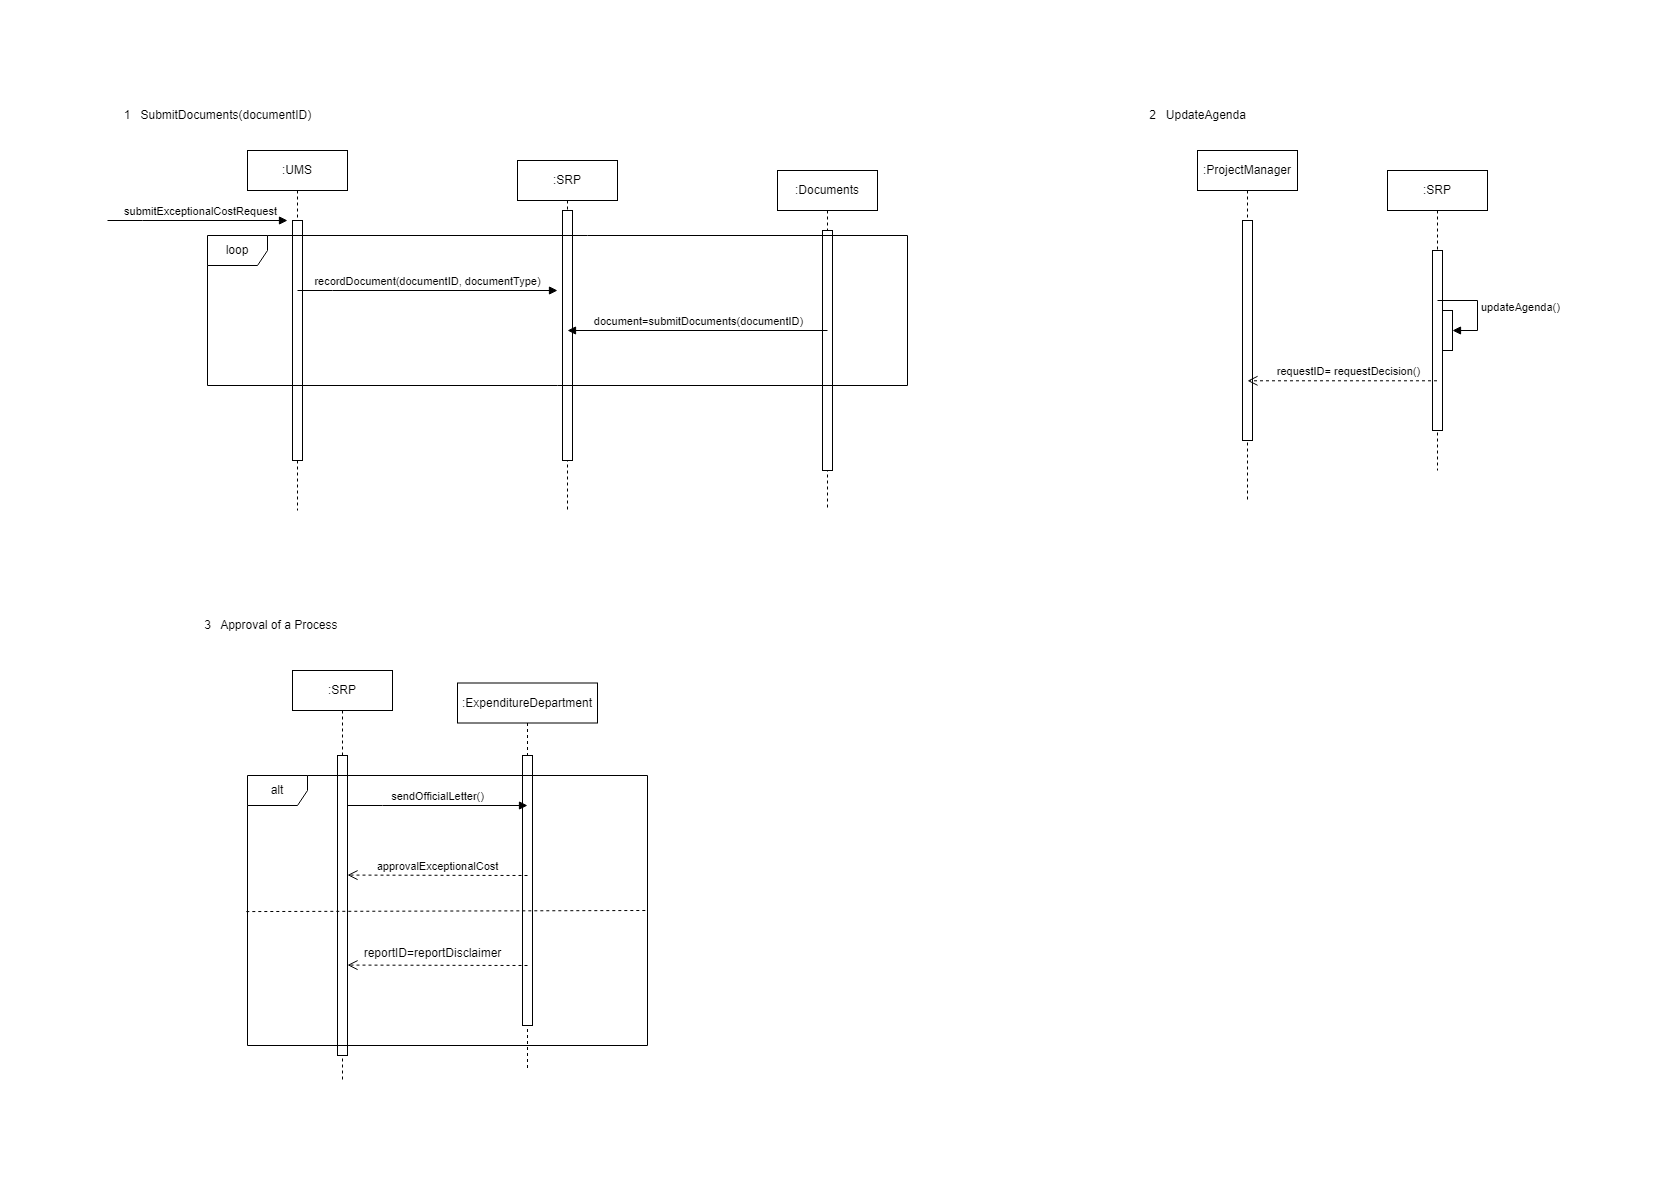 1 SubmitDocuments(documentID)
:UMS
:SRP
:Documents
submitExceptionalCostRequest
loop
recordDocument(documentID, documentType)
document=submitDocuments(documentID)
2 UpdateAgenda
:ProjectManager
:SRP
updateAgenda()
requestID= requestDecision()
3 Approval of a Process
:SRP
:ExpenditureDepartment
alt
sendOfficialLetter()
approvalExceptionalCost
reportID=reportDisclaimer